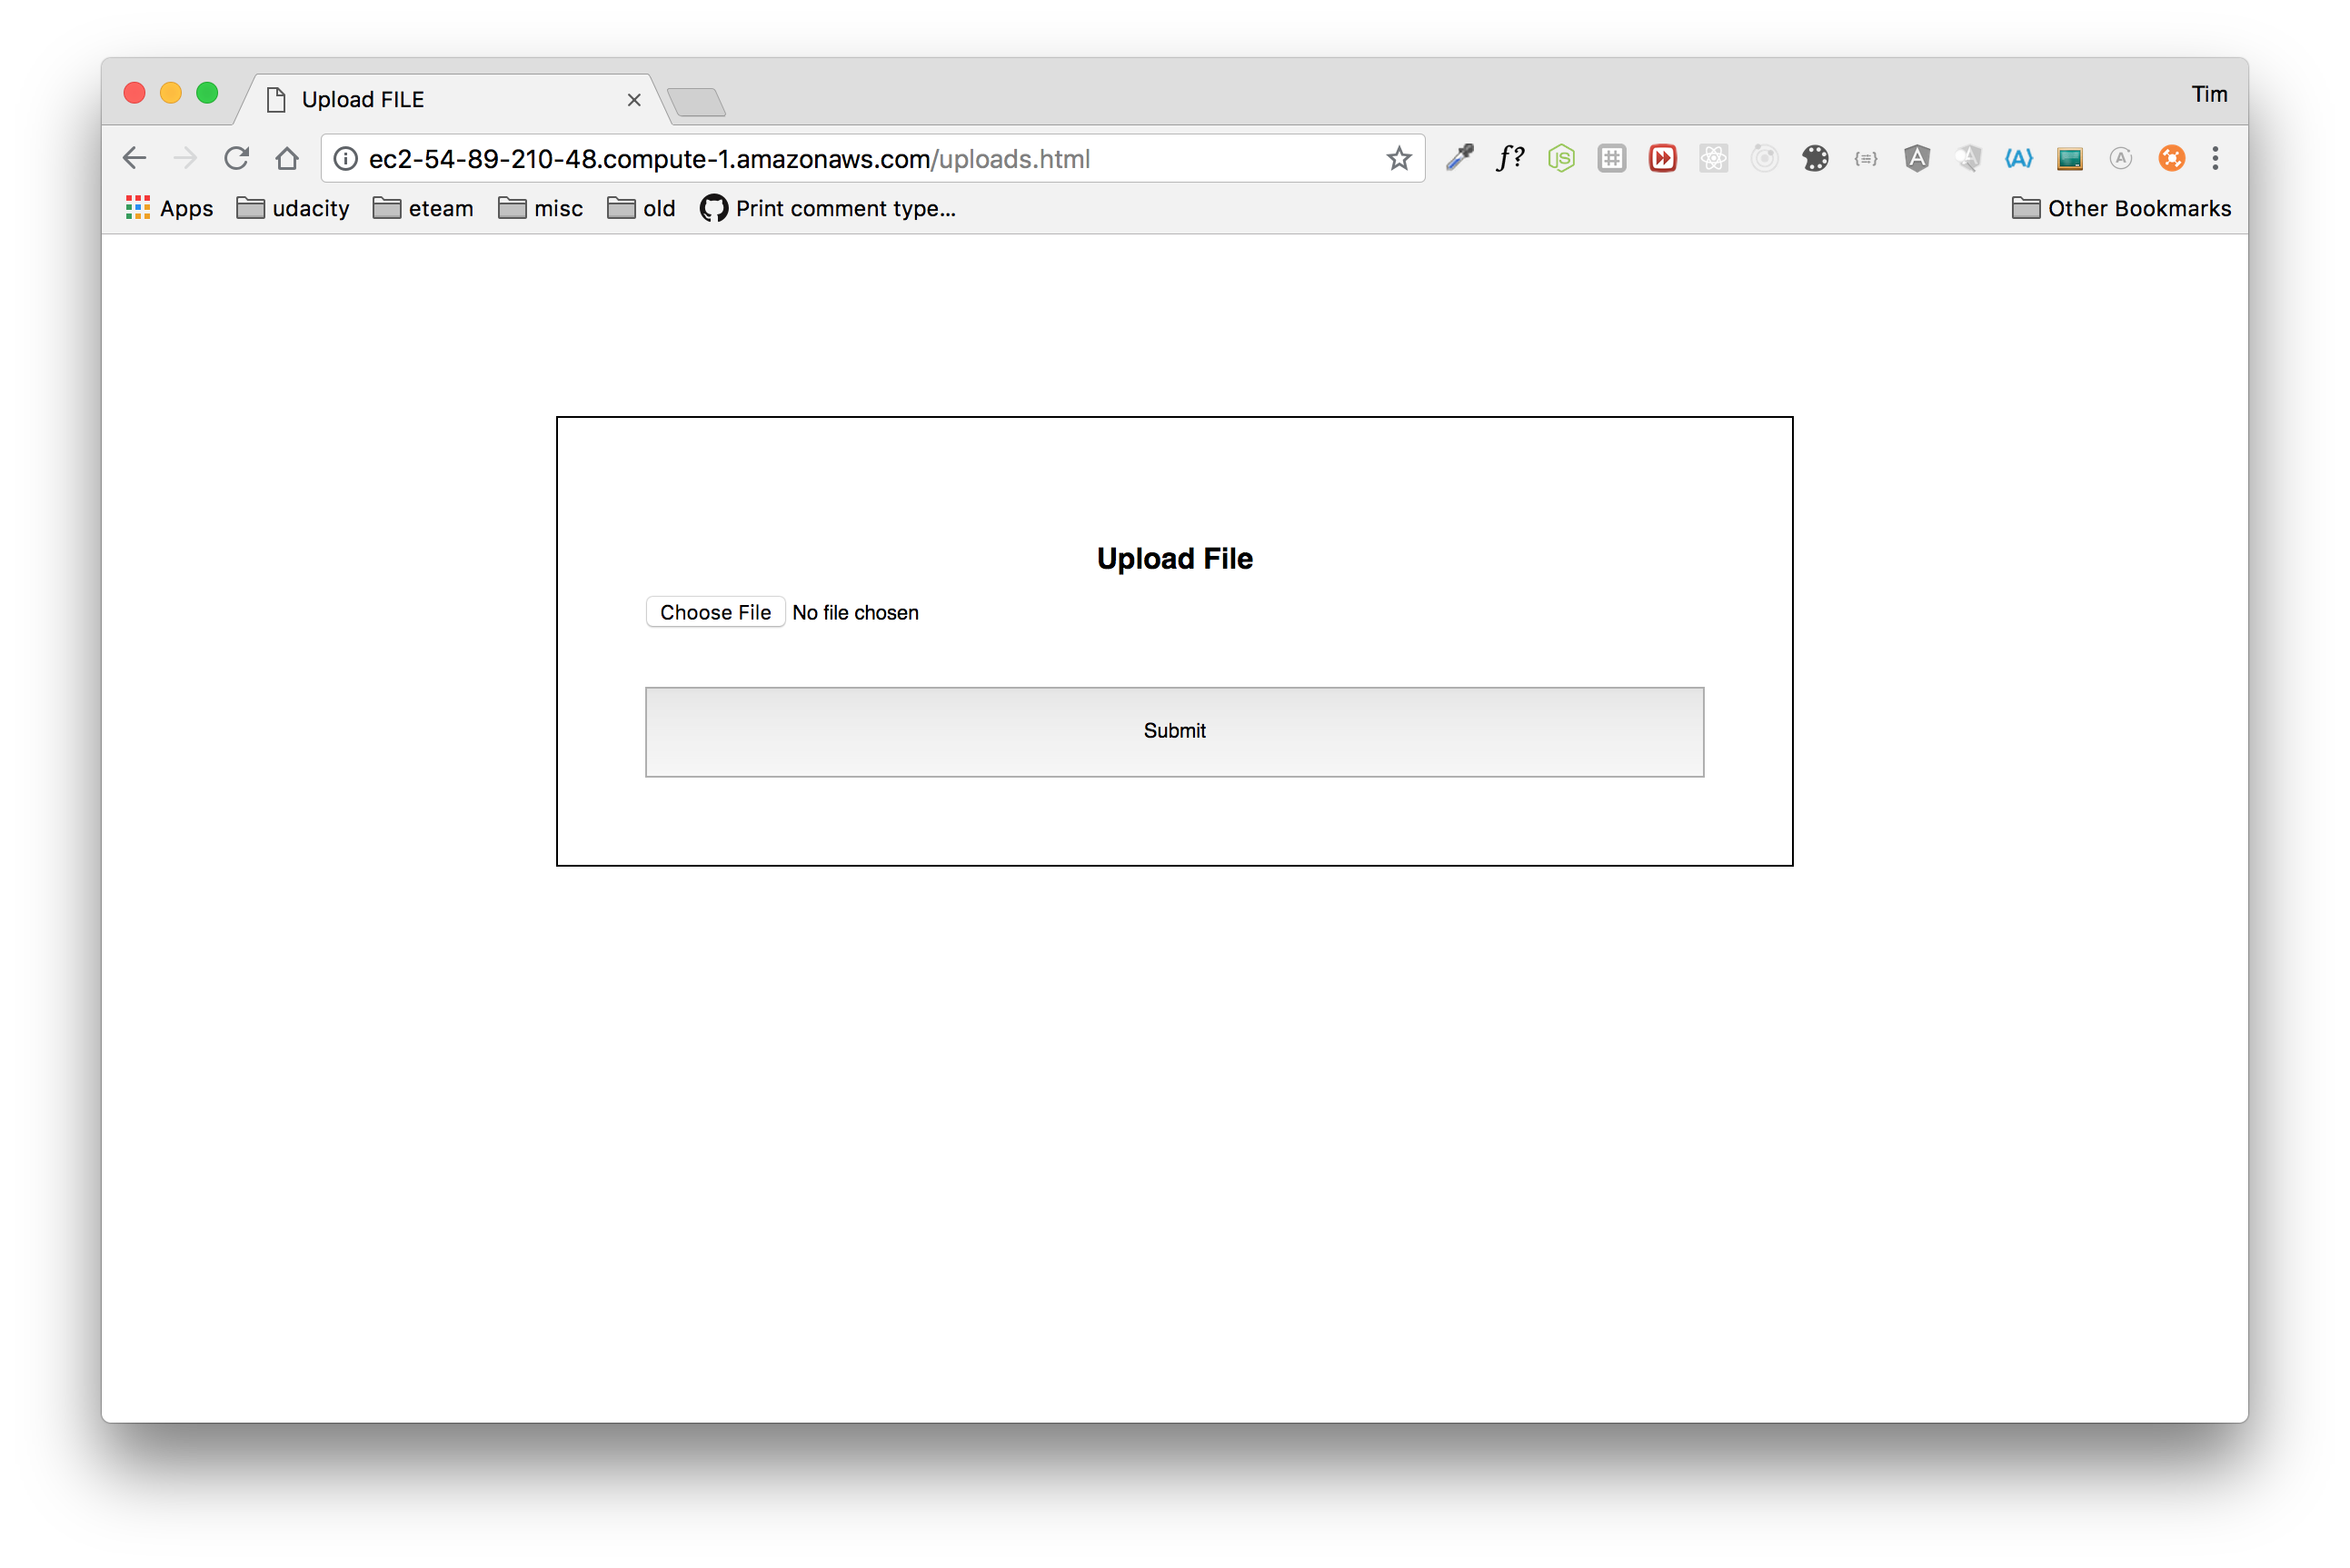 Upload FILE
Tim
ec2-54-89-210-48.compute-1.amazonaws.com/uploads.html
f?
Apps udacity eteam misc old Print comment type... Other Bookmarks
Upload File
Choose File No file chosen
Submit